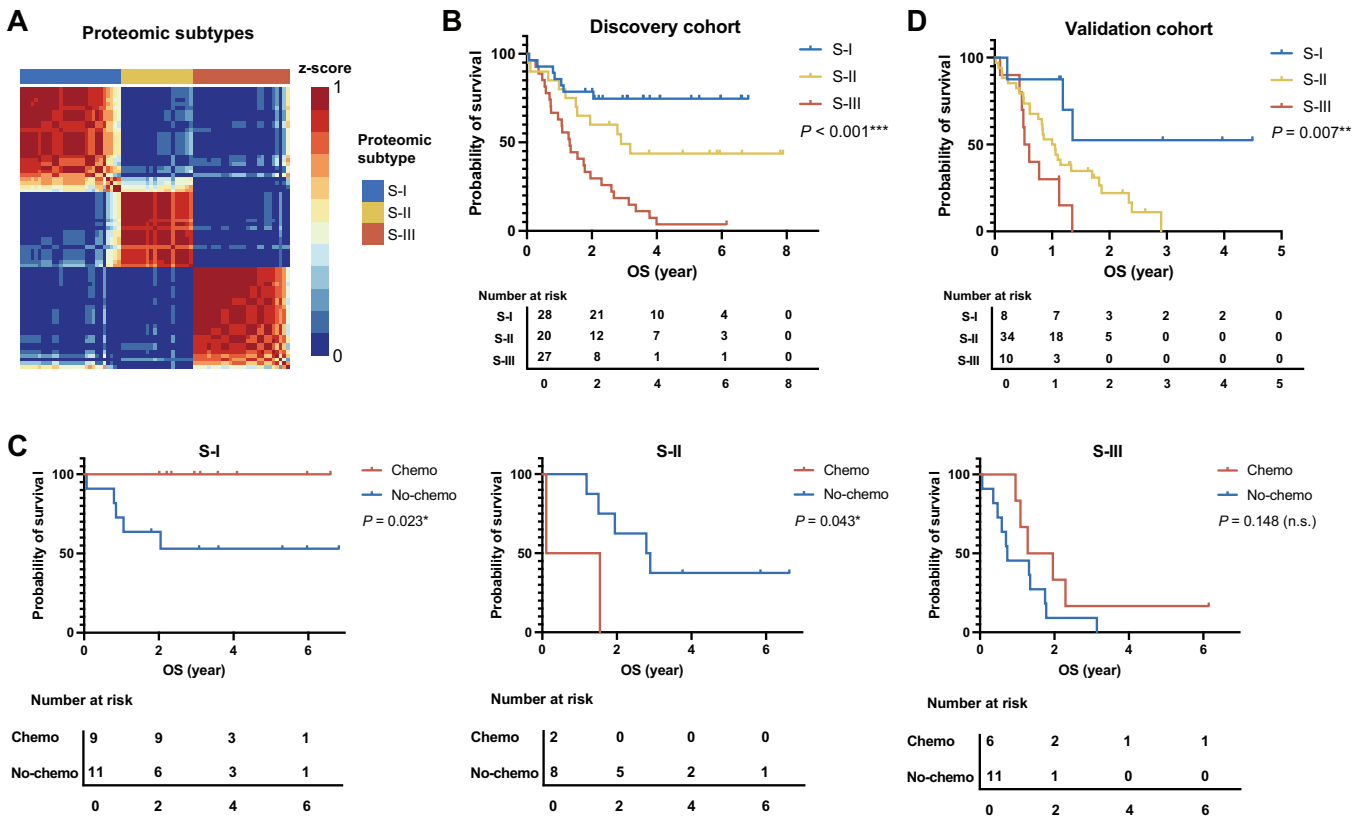 A
Proteomic subtypes
z-score
1
0
Proteomic
subtype
S-I
S-II
S-III
B
Discovery cohort
Probability of survival
100
50
0
0 2 4 6 8
OS (year)
S-I
S-II
S-III
P < 0.001***
Number at risk
S-I 28 21 10 4 0
S-II 20 12 7 3 0
S-III 27 8 1 1 0
0 2 4 6 8
D
Validation cohort
Probability of survival
100
50
0
0 1 2 3 4 5
OS (year)
S-I
S-II
S-III
P = 0.007**
Number at risk
S-I 8 7 3 2 2 0
S-II 34 18 5 0 0 0
S-III 10 3 0 0 0 0
0 1 2 3 4 5
C
S-I
Probability of survival
100
50
0
0 2 4 6
OS (year)
Chemo
No-chemo
P = 0.023*
Number at risk
Chemo 9 9 3 1
No-chemo 11 6 3 1
0 2 4 6
S-II
Probability of survival
100
50
0
0 2 4 6
OS (year)
Chemo
No-chemo
P = 0.043*
Number at risk
Chemo 2 0 0 0
No-chemo 8 5 2 1
0 2 4 6
S-III
Probability of survival
100
50
0
0 2 4 6
OS (year)
Chemo
No-chemo
P = 0.148 (n.s.)
Number at risk
Chemo 6 2 1 1
No-chemo 11 1 0 0
0 2 4 6